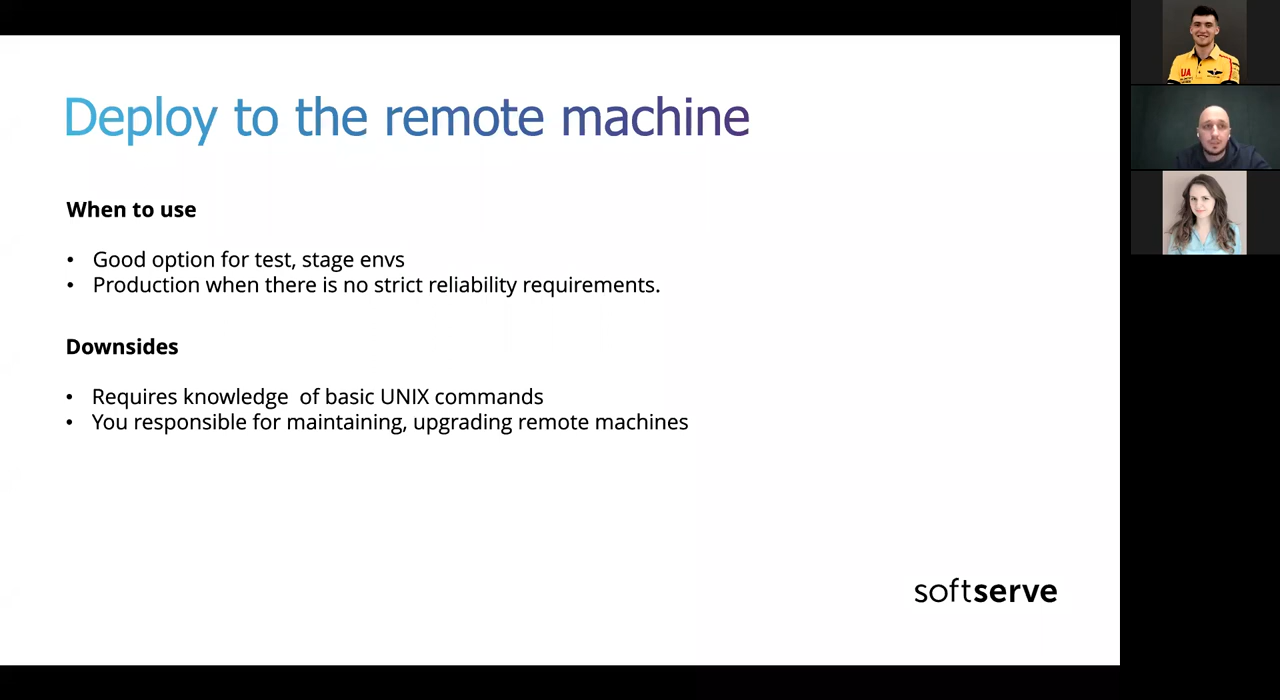 Deploy to the remote machine
When to use
• Good option for test, stage envs
• Production when there is no strict reliability requirements.
Downsides
• Requires knowledge  of basic UNIX commands
• You responsible for maintaining, upgrading remote machines
softserve
UA